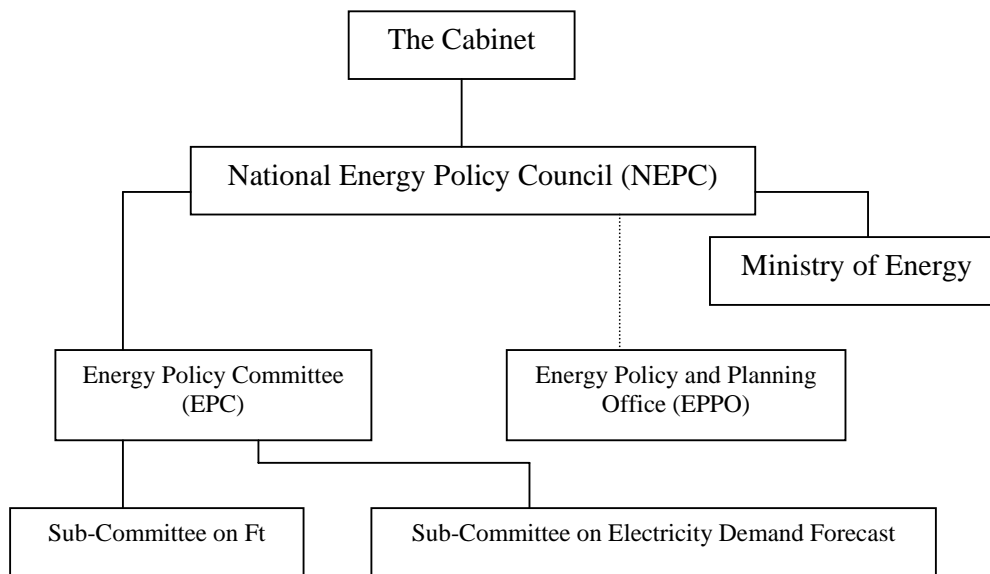 The Cabinet
National Energy Policy Council (NEPC)
Ministry of Energy
Energy Policy Committee
(EPC)
Energy Policy and Planning
Office (EPPO)
Sub-Committee on Ft
Sub-Committee on Electricity Demand Forecast